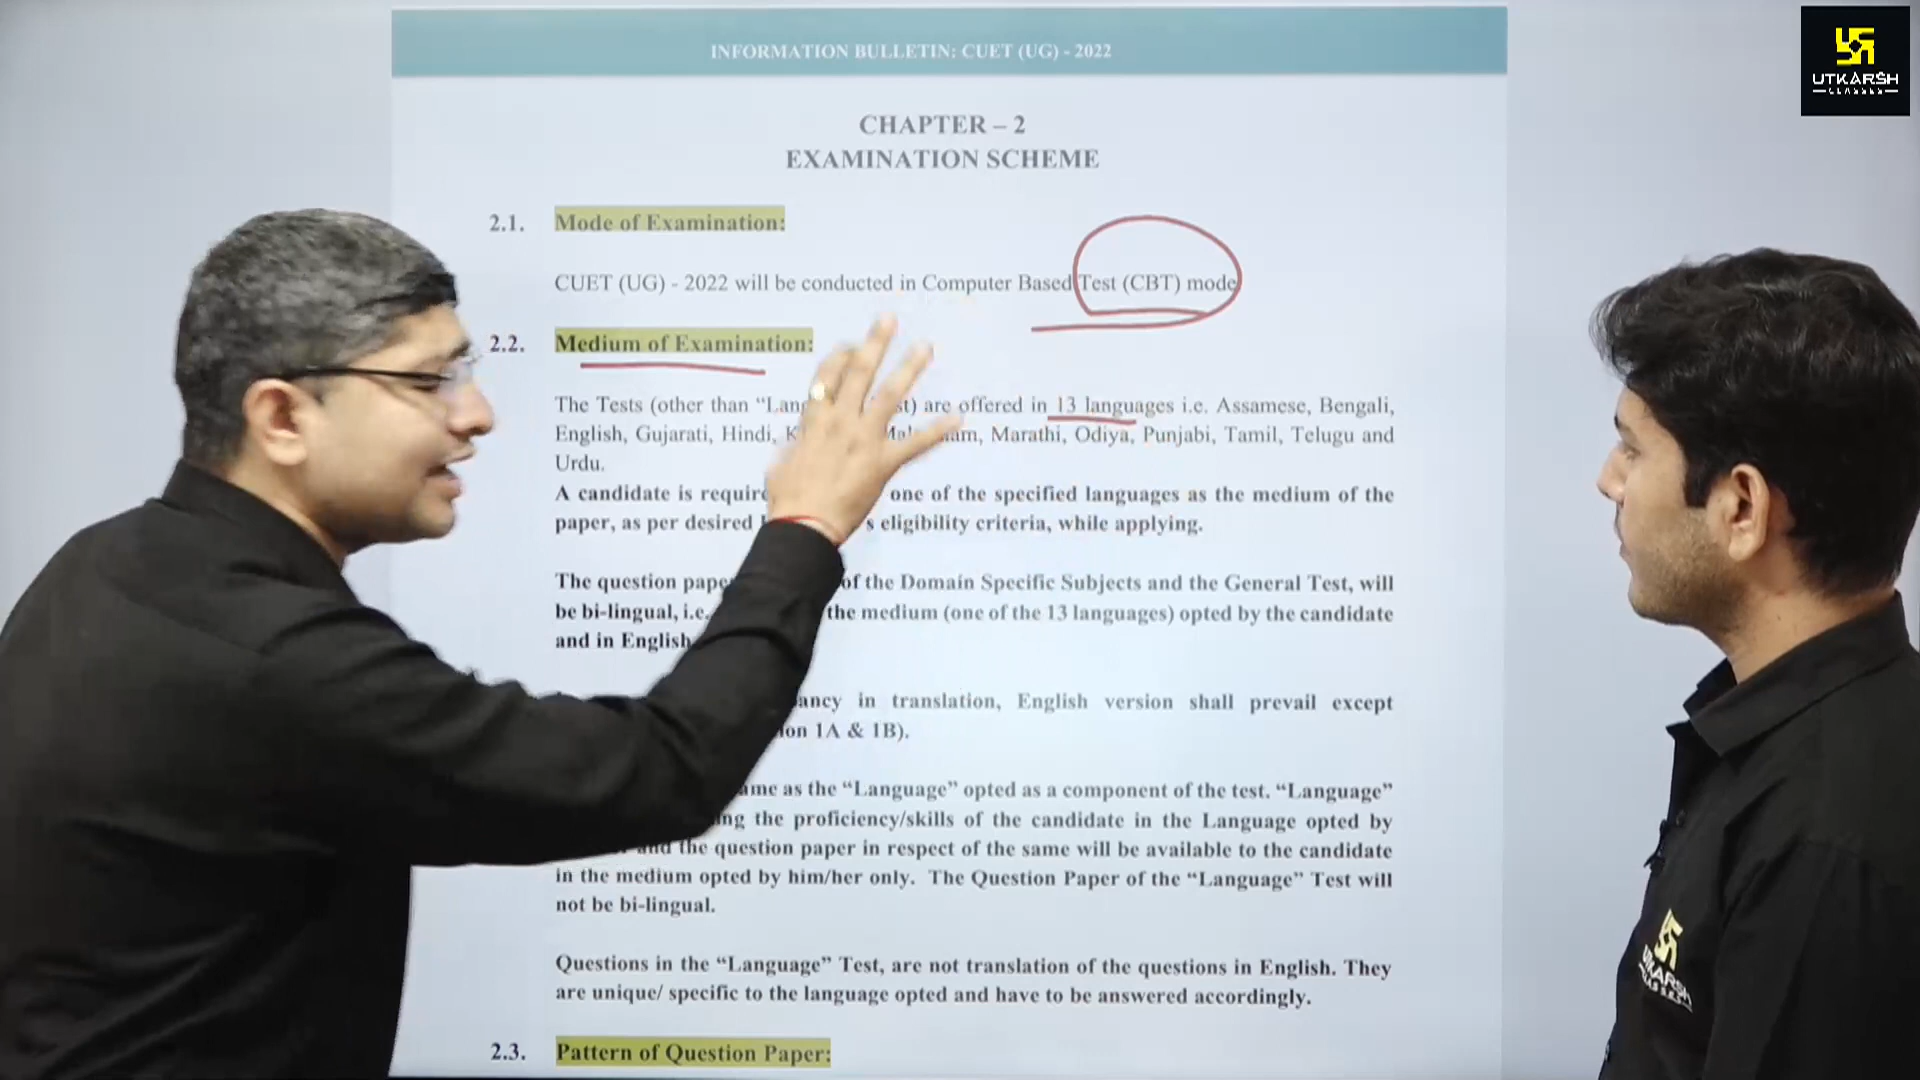 INFORMATION BULLETIN: CUET (UG) - 2022
UTKARSH
CLASSES
CHAPTER – 2
EXAMINATION SCHEME
2.1. Mode of Examination:
CUET (UG) - 2022 will be conducted in Computer Based Test (CBT) mode
2.2. Medium of Examination:
The Tests (other than “Lang st) are offered in 13 languages i.e. Assamese, Bengali,
English, Gujarati, Hindi, K Mal am, Marathi, Odiya, Punjabi, Tamil, Telugu and
Urdu.
A candidate is requir one of the specified languages as the medium of the
paper, as per desired s eligibility criteria, while applying.
The question pape of the Domain Specific Subjects and the General Test, will
be bi-lingual, i.e. the medium (one of the 13 languages) opted by the candidate
and in English
ancy in translation, English version shall prevail except
ion 1A & 1B).
ame as the “Language” opted as a component of the test. “Language”
ng the proficiency/skills of the candidate in the Language opted by
and the question paper in respect of the same will be available to the candidate
in the medium opted by him/her only. The Question Paper of the “Language” Test will
not be bi-lingual.
Questions in the “Language” Test, are not translation of the questions in English. They
are unique/ specific to the language opted and have to be answered accordingly.
2.3. Pattern of Question Paper:
UTKARSH
CLASSES